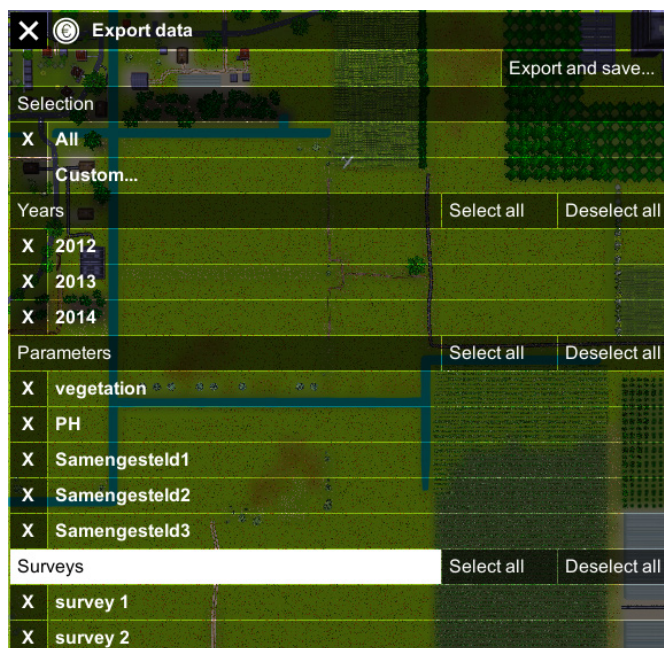 X Export data
Export and save...
Selection
X All
Custom...
Years Select all Deselect all
X 2012
X 2013
X 2014
Parameters Select all Deselect all
X vegetation
X PH
X Samengesteld1
X Samengesteld2
X Samengesteld3
Surveys Select all Deselect all
X survey 1
X survey 2